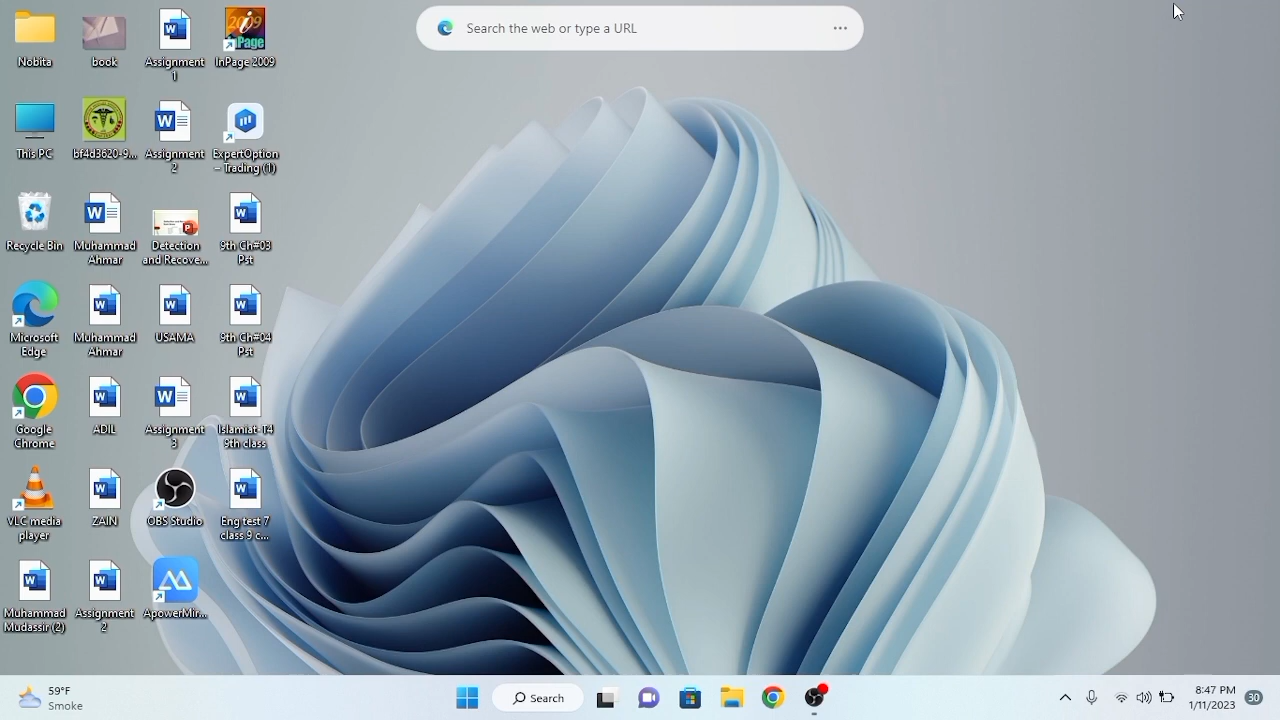 Search the web or type a URL
Nobita
book
Assignment
1
InPage 2009
This PC
bf4d3620-9...
Assignment
2
ExpertOption
– Trading (1)
Recycle Bin
Muhammad
Ahmar
Detection
and Recove...
9th Ch#03
Pst
Microsoft
Edge
Muhammad
Ahmar
USAMA
9th Ch#04
Pst
Google
Chrome
ADIL
Assignment
3
Islamiat-T4
9th class
VLC media
player
ZAIN
OBS Studio
Eng test 7
class 9 c...
Muhammad
Mudassir (2)
Assignment
2
ApowerMir...
59°F
Smoke
Search
8:47 PM
1/11/2023
30